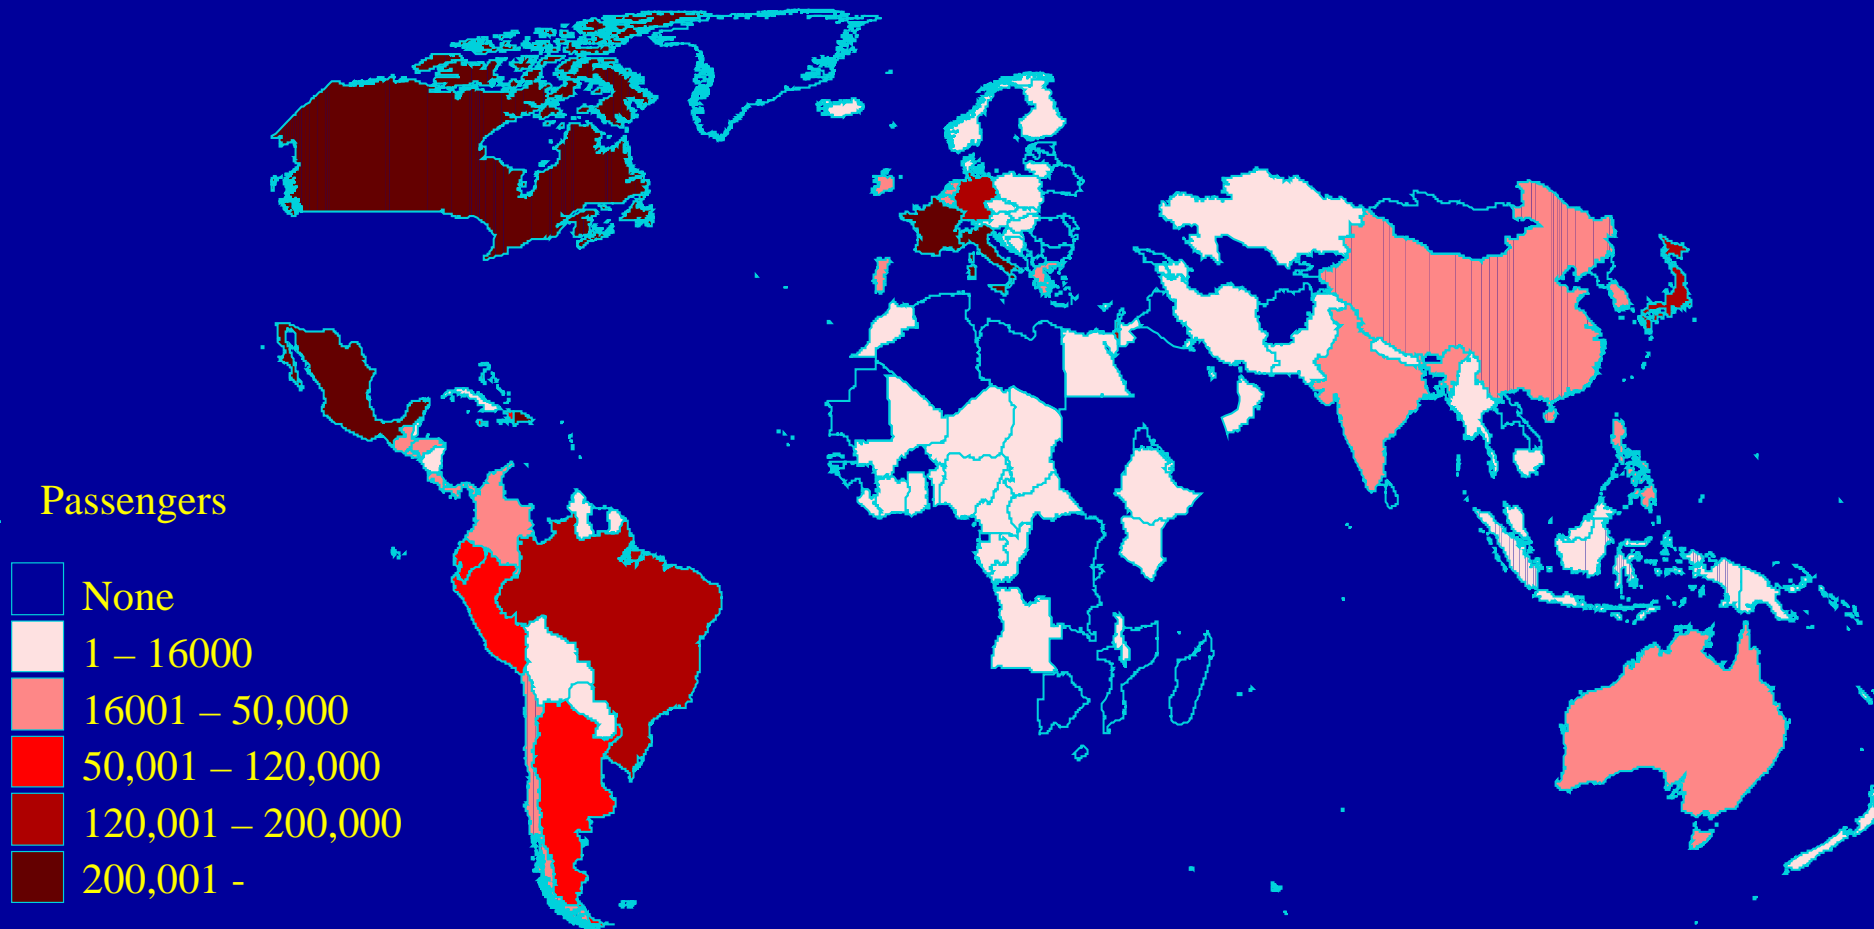 Passengers
None
1 – 16000
16001 – 50,000
50,001 – 120,000
120,001 – 200,000
200,001 -